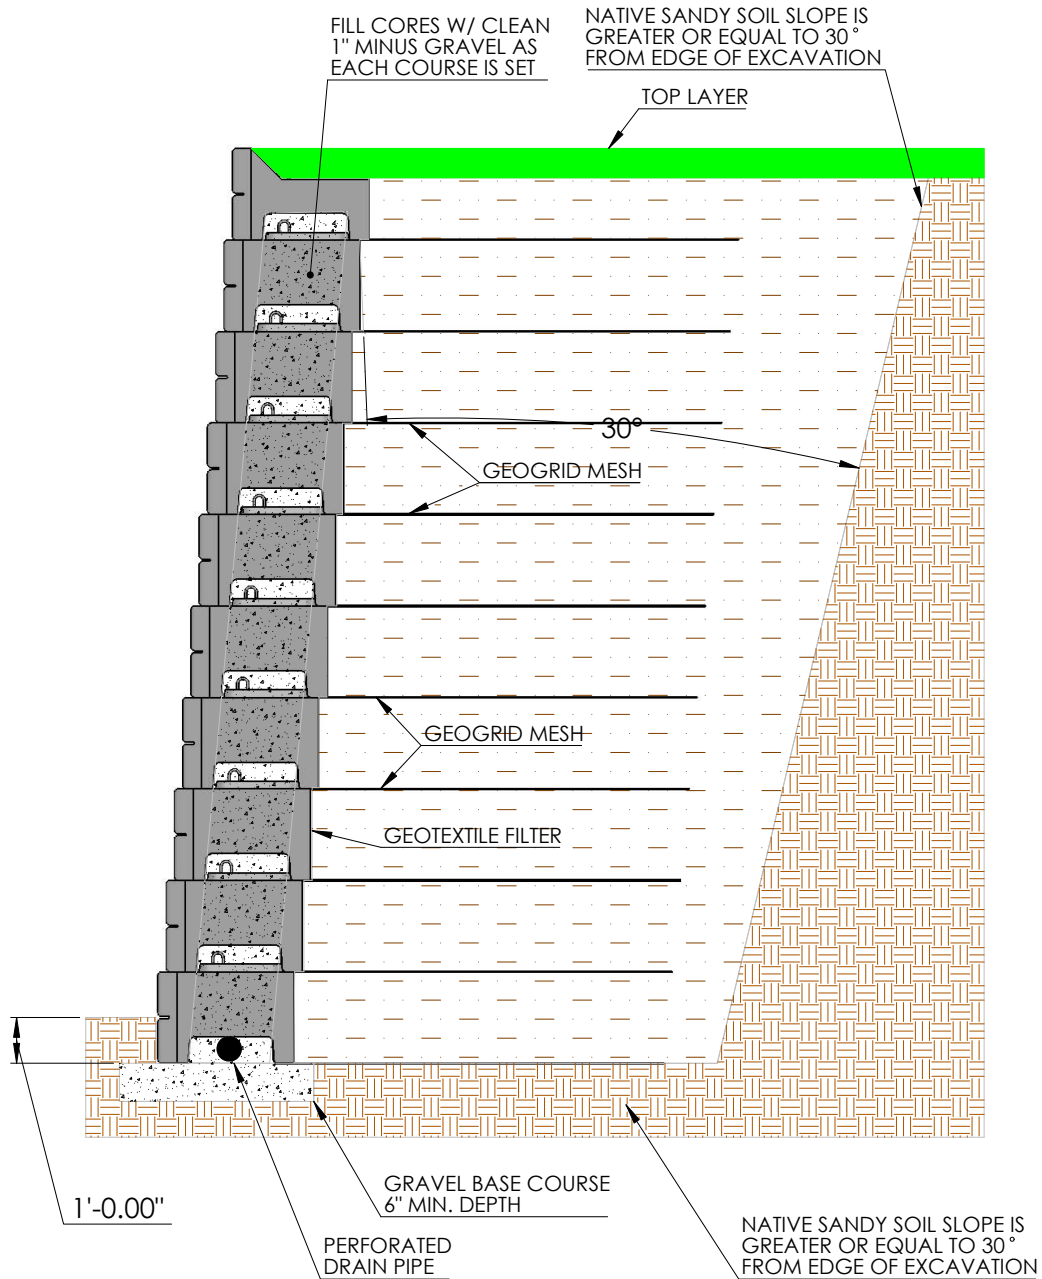 FILL CORES W/ CLEAN
1" MINUS GRAVEL AS
EACH COURSE IS SET
NATIVE SANDY SOIL SLOPE IS
GREATER OR EQUAL TO 30°
FROM EDGE OF EXCAVATION
TOP LAYER
30°
GEOGRID MESH
GEOGRID MESH
GEOTEXTILE FILTER
1'-0.00"
GRAVEL BASE COURSE
6" MIN. DEPTH
PERFORATED
DRAIN PIPE
NATIVE SANDY SOIL SLOPE IS
GREATER OR EQUAL TO 30°
FROM EDGE OF EXCAVATION